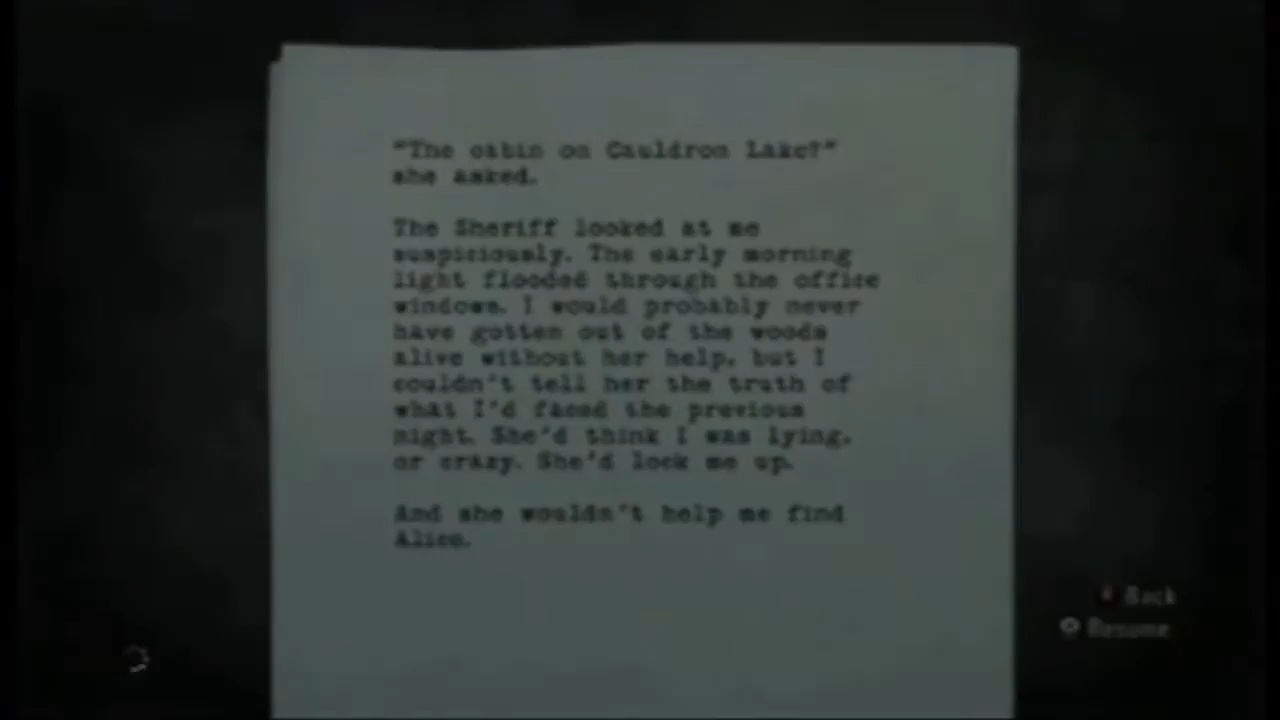 "The cabin on Cauldron Lake?"
she asked.
The Sheriff looked at me
suspiciously. The early morning
light flooded through the office
windows. I would probably never
have gotten out of the woods
alive without her help, but I
couldn't tell her the truth of
what I'd faced the previous
night. She'd think I was lying,
or crazy. She'd lock me up.
And she wouldn't help me find
Alice.
Back
Resume